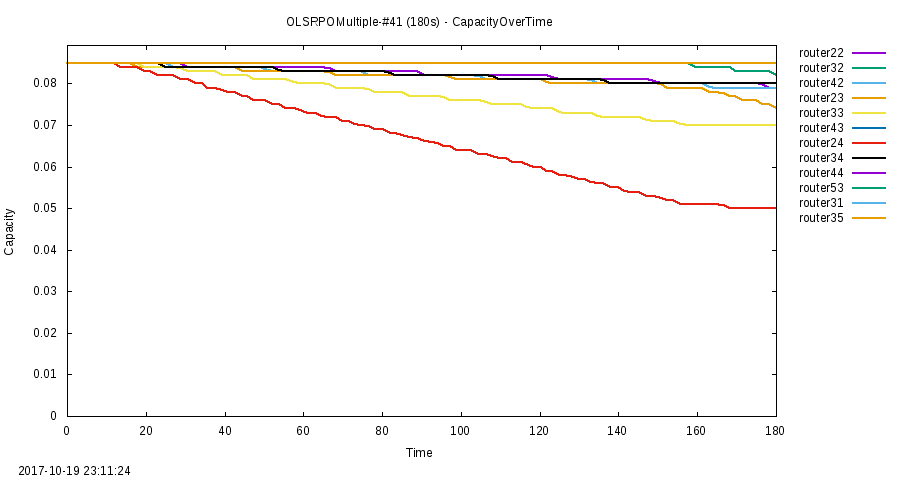 OLSRPOMultiple-#41 (180s) - CapacityOverTime
router22
router32
router42
router23
router33
router43
router24
router34
router44
router53
router31
router35
0.08
0.07
0.06
0.05
0.04
0.03
0.02
0.01
0
Capacity
0 20 40 60 80 100 120 140 160 180
Time
2017-10-19 23:11:24